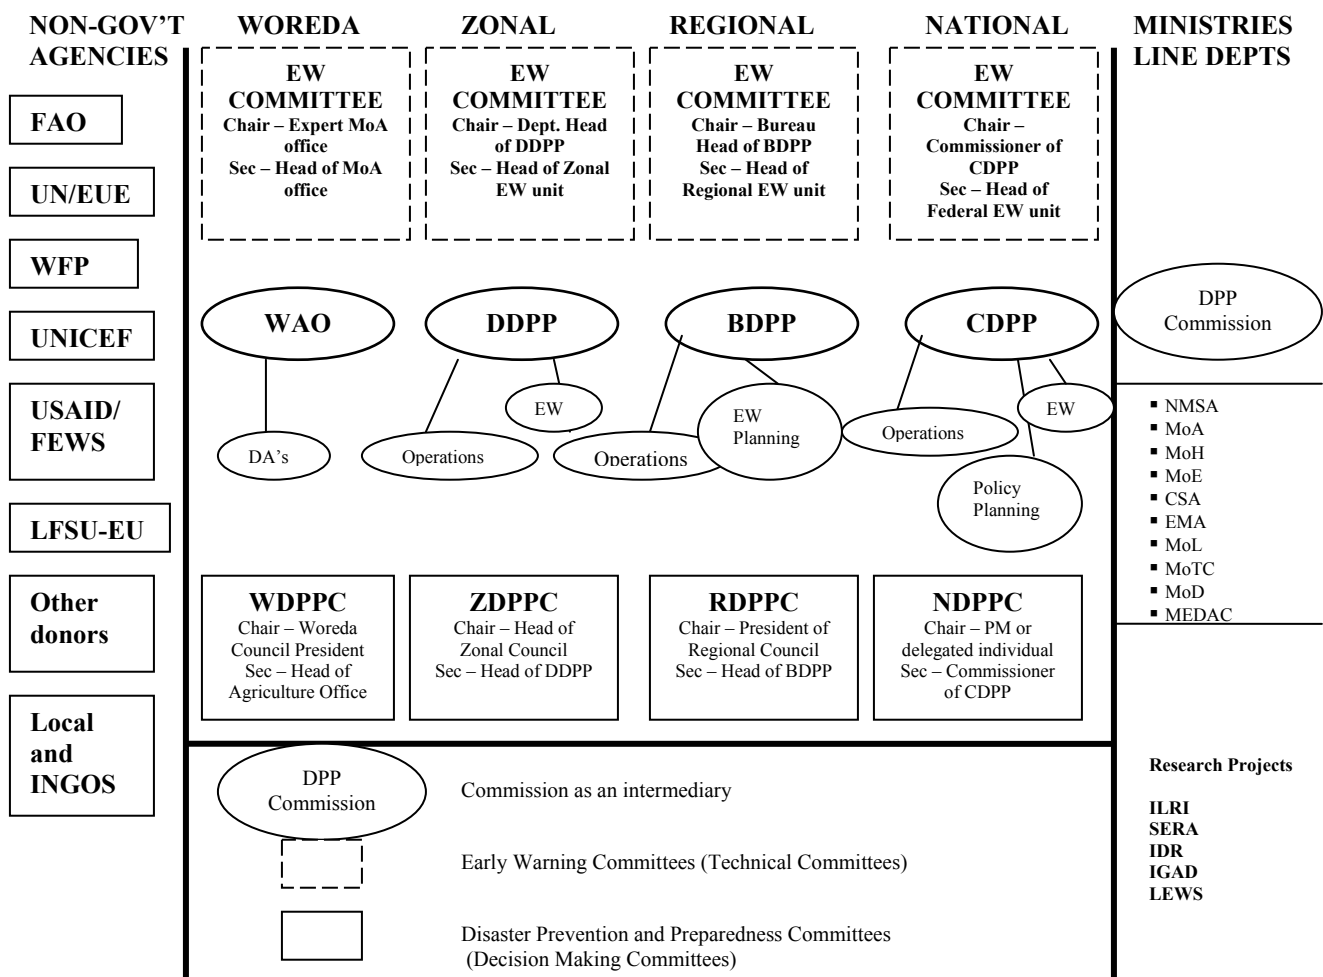 NON-GOV'T
AGENCIES
FAO
UN/EUE
WFP
UNICEF
USAID/
FEWS
LFSU-EU
Other
donors
Local
and
INGOS
WOREDA
EW
COMMITTEE
Chair – Expert MoA
office
Sec – Head of MoA
office
ZONAL
EW
COMMITTEE
Chair – Dept. Head
of DDPP
Sec – Head of Zonal
EW unit
REGIONAL
EW
COMMITTEE
Chair – Bureau
Head of BDPP
Sec – Head of
Regional EW unit
NATIONAL
EW
COMMITTEE
Chair –
Commissioner of
CDPP
Sec – Head of
Federal EW unit
WAO
DA's
DDPP
EW
Operations
BDPP
EW
Planning
Operations
CDPP
EW
Operations
Policy
Planning
WDPPC
Chair – Woreda
Council President
Sec – Head of
Agriculture Office
ZDPPC
Chair – Head of
Zonal Council
Sec – Head of DDPP
RDPPC
Chair – President of
Regional Council
Sec – Head of BDPP
NDPPC
Chair – PM or
delegated individual
Sec – Commissioner
of CDPP
MINISTRIES
LINE DEPTS
DPP
Commission
▪ NMSA
▪ MoA
▪ MoH
▪ MoE
▪ CSA
▪ EMA
▪ MoL
▪ MoTC
▪ MoD
▪ MEDAC
Research Projects
ILRI
SERA
IDR
IGAD
LEWS
DPP
Commission
Commission as an intermediary
Early Warning Committees (Technical Committees)
Disaster Prevention and Preparedness Committees
(Decision Making Committees)